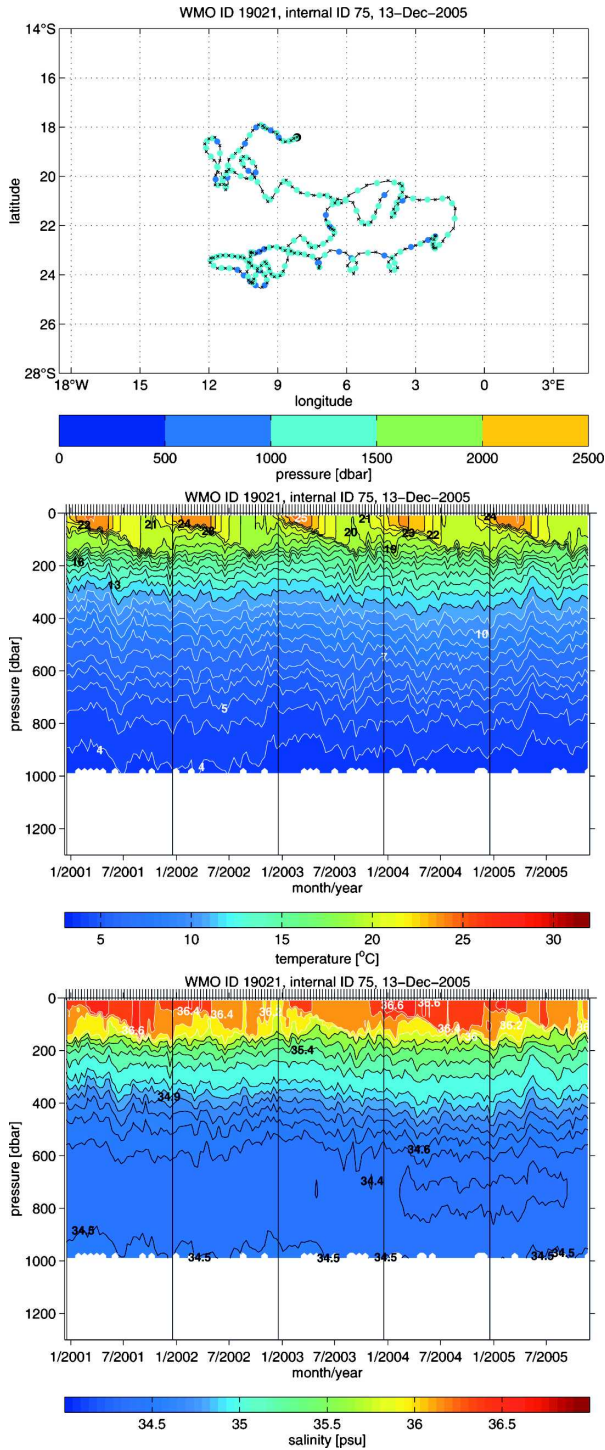 WMO ID 19021, internal ID 75, 13-Dec-2005
14°S
16
18
20
22
24
26
28°S
latitude
18°W 15 12 9 6 3 0 3°E
longitude
0 500 1000 1500 2000 2500
pressure [dbar]
WMO ID 19021, internal ID 75, 13-Dec-2005
0
200
400
600
800
1000
1200
pressure [dbar]
23 21 24 25 21 24
20 23 22
16 19
13
10
7
5
4 4
1/2001 7/2001 1/2002 7/2002 1/2003 7/2003 1/2004 7/2004 1/2005 7/2005
month/year
5 10 15 20 25 30
temperature [°C]
WMO ID 19021, internal ID 75, 13-Dec-2005
0
200
400
600
800
1000
1200
pressure [dbar]
36.6 36.4 36.4 36.6 36.6 36.4 36.2
35.4
34.9
34.6
34.4
34.5 34.5 34.5 34.5 34.5 34.5
1/2001 7/2001 1/2002 7/2002 1/2003 7/2003 1/2004 7/2004 1/2005 7/2005
month/year
34.5 35 35.5 36 36.5
salinity [psu]